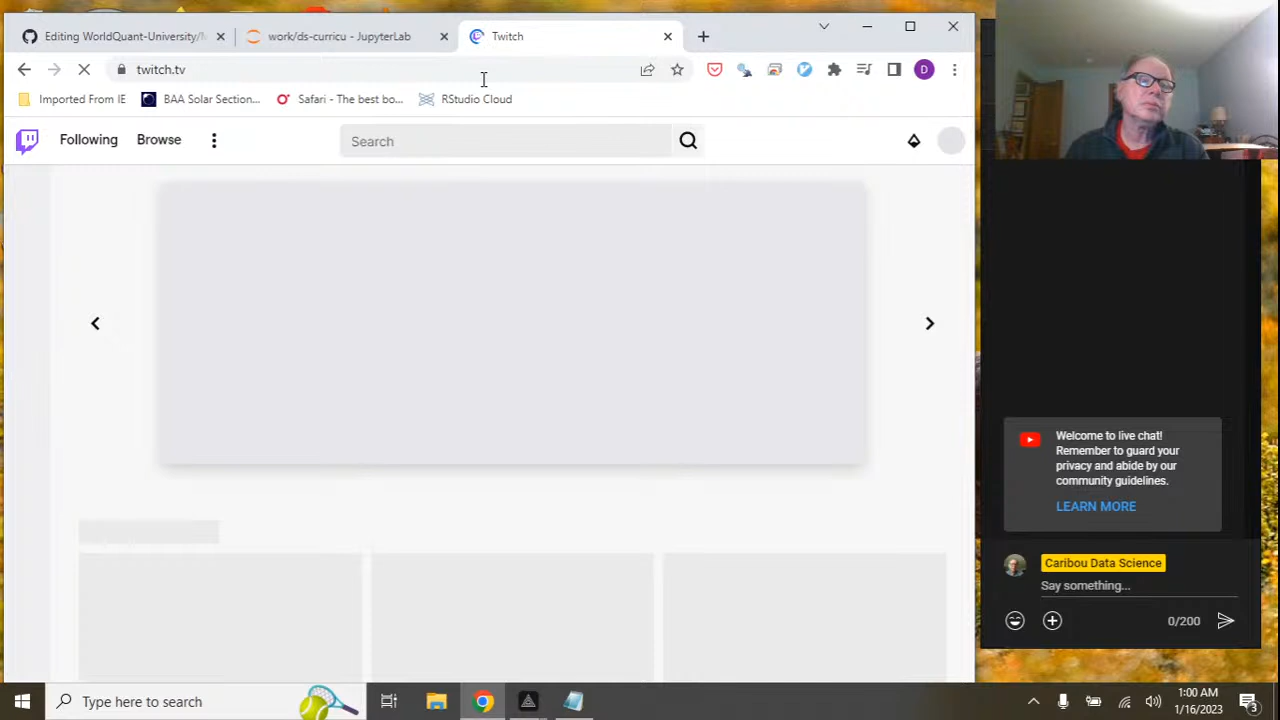 Editing WorldQuant-University/M
work/ds-curricu - JupyterLab
Twitch
twitch.tv
Imported From IE
BAA Solar Section...
Safari - The best bo...
RStudio Cloud
D
Following
Browse
Search
Welcome to live chat!
Remember to guard your
privacy and abide by our
community guidelines.
LEARN MORE
Caribou Data Science
Say something...
0/200
Type here to search
1:00 AM
1/16/2023
3